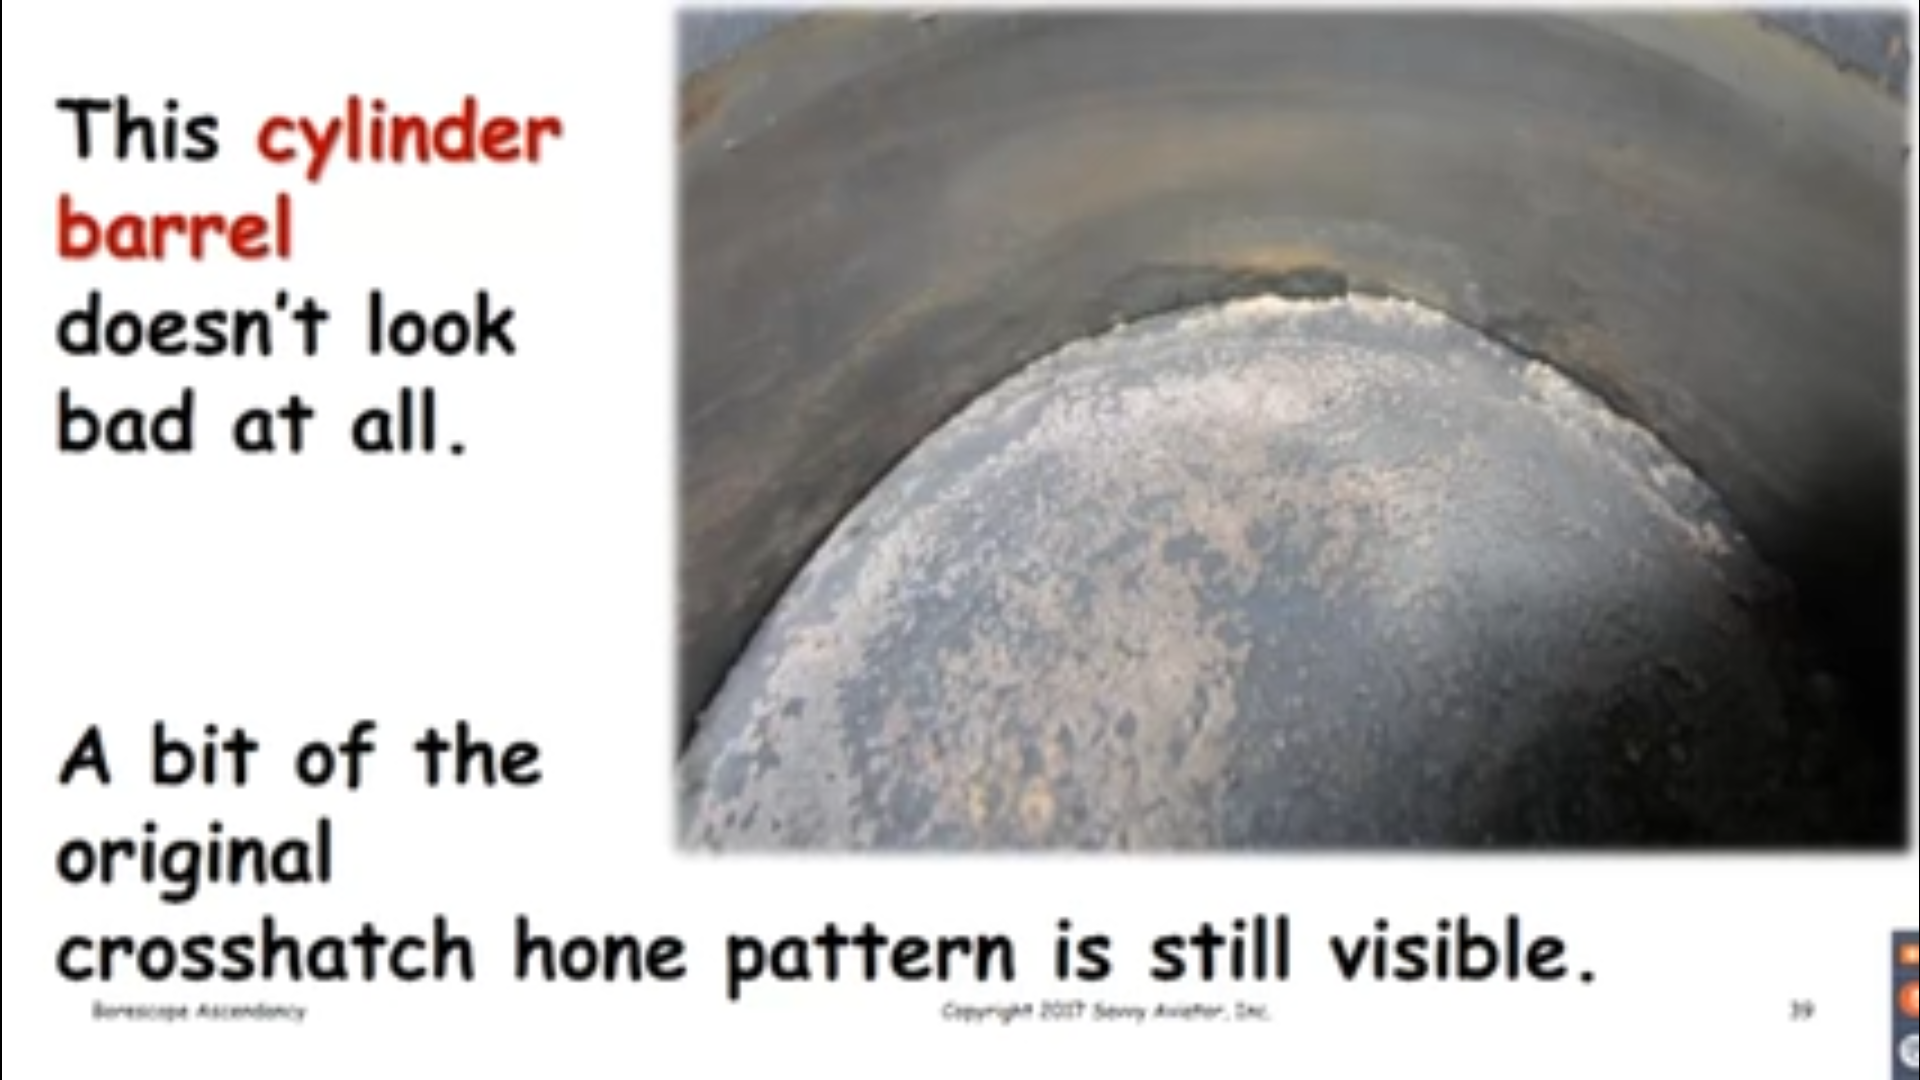 This cylinder
barrel
doesn't look
bad at all.
A bit of the
original
crosshatch hone pattern is still visible.
Borescope Ascendancy
Copyright 2017 Savvy Aviator, Inc.
39